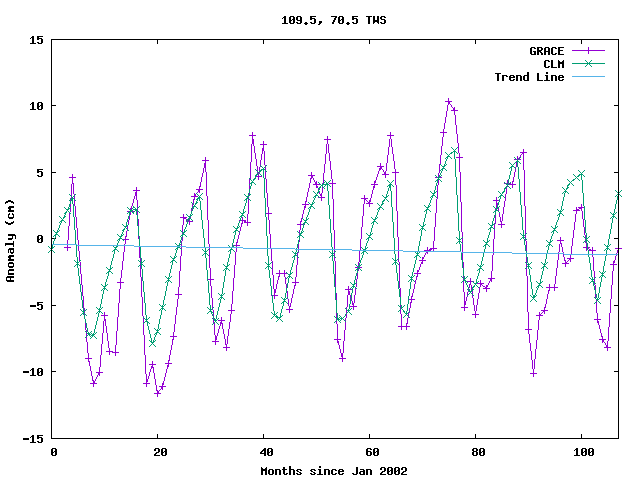 109.5, 70.5 TWS
GRACE
CLM
Trend Line
15
10
5
0
-5
-10
-15
Anomaly (cm)
0 20 40 60 80 100
Months since Jan 2002